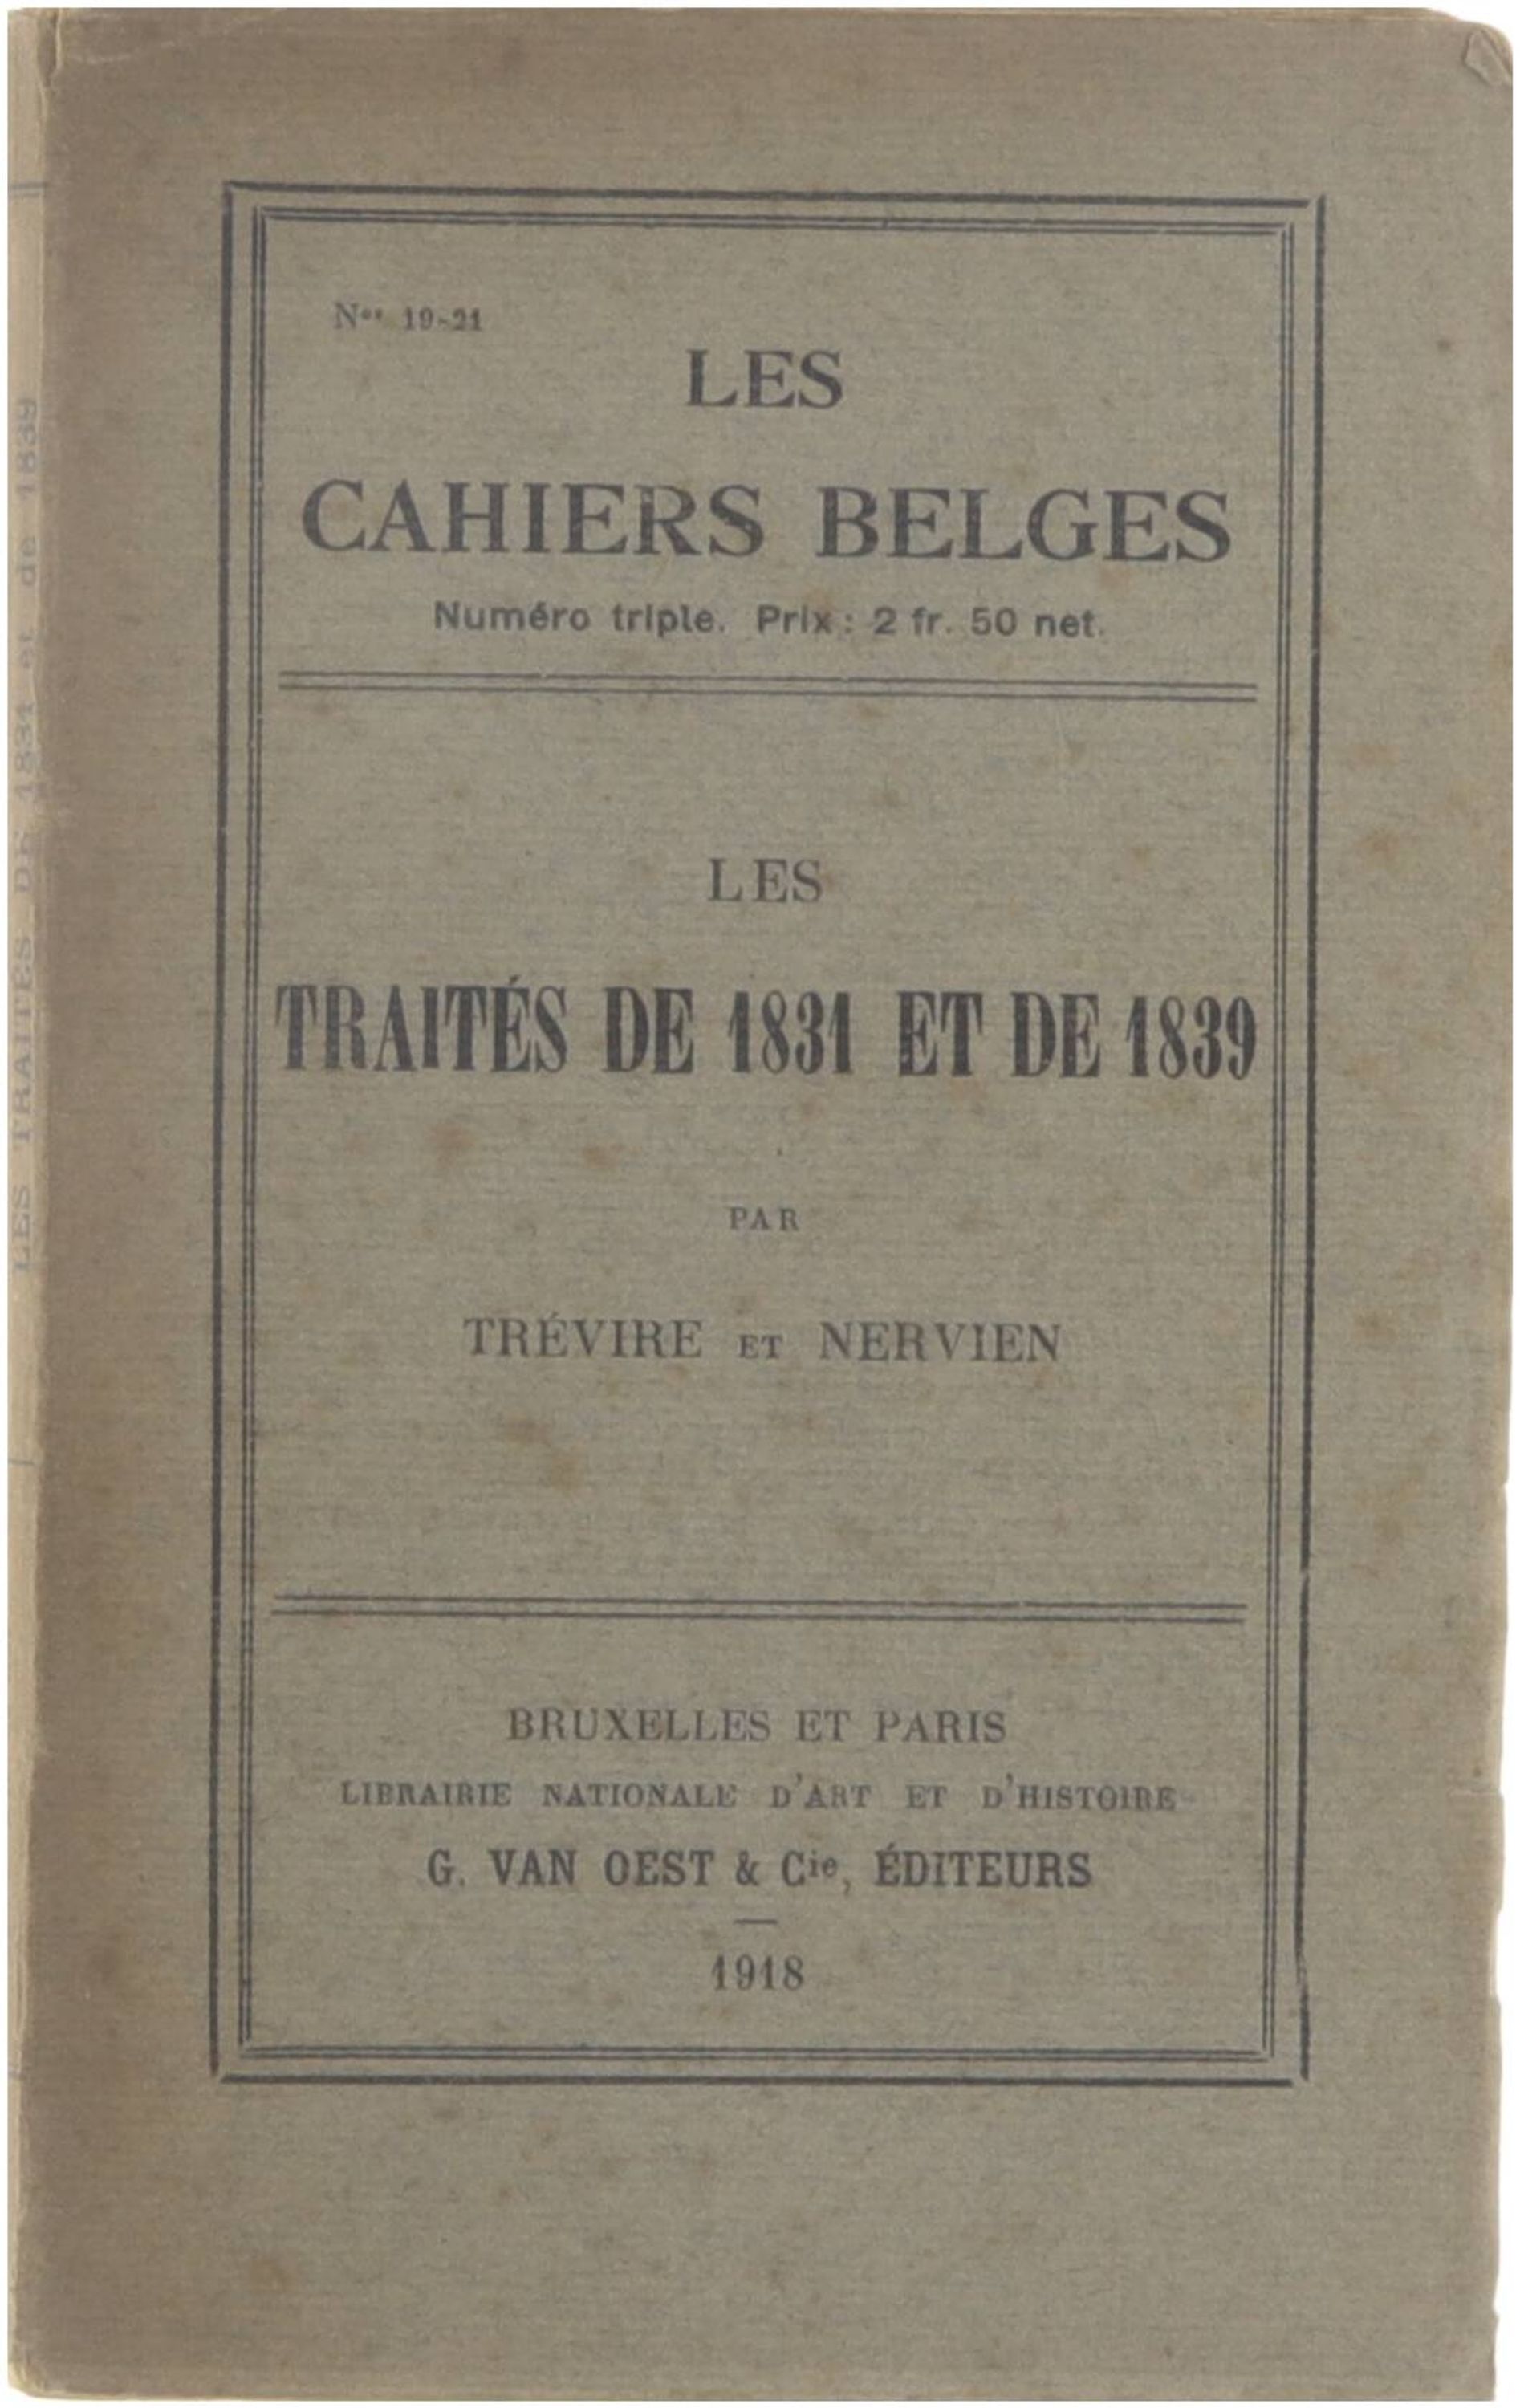 Nos 19-21
LES
CAHIERS BELGES
Numéro triple. Prix : 2 fr. 50 net.
LES
TRAITÉS DE 1831 ET DE 1839
PAR
TRÉVIRE ET NERVIEN
BRUXELLES ET PARIS
LIBRAIRIE NATIONALE D'ART ET D'HISTOIRE
G. VAN OEST & Cie, ÉDITEURS
1918
LES TRAITÉS DE 1831 et de 1839